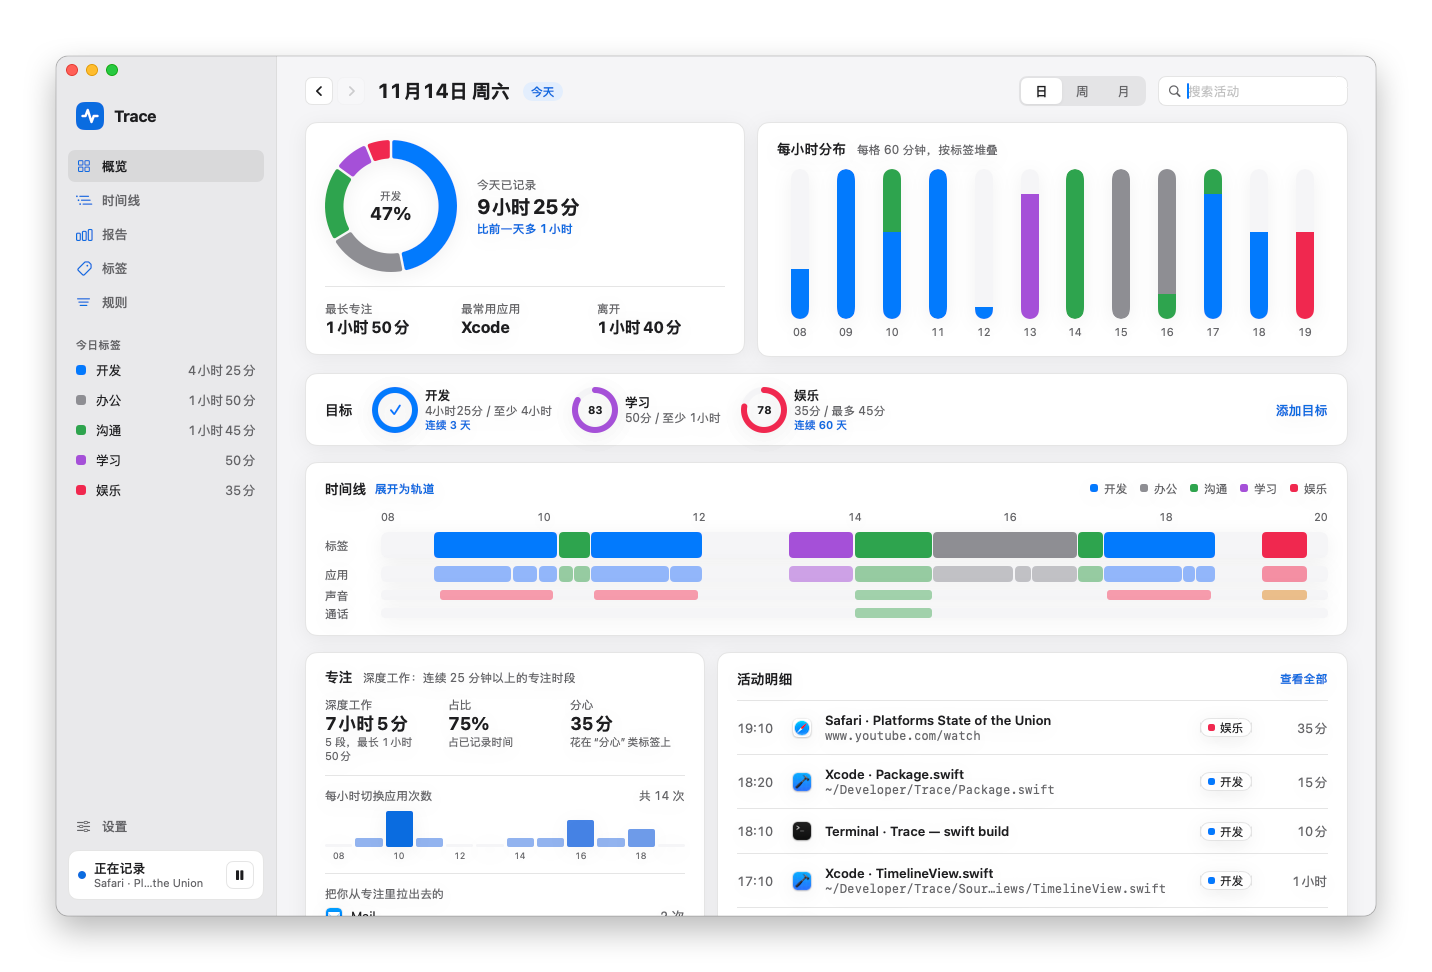 Trace
概览
时间线
报告
标签
规则
今日标签
开发 4小时25分
办公 1小时50分
沟通 1小时45分
学习 50分
娱乐 35分
设置
正在记录
Safari · Pl...the Union
11月14日 周六 今天
日 周 月
搜索活动
开发
47%
今天已记录
9小时25分
比前一天多 1小时
最长专注 最常用应用 离开
1小时50分 Xcode 1小时40分
每小时分布 每格 60 分钟，按标签堆叠
08 09 10 11 12 13 14 15 16 17 18 19
目标
开发
4小时25分 / 至少 4小时
连续 3 天
83
学习
50分 / 至少 1小时
78
娱乐
35分 / 最多 45分
连续 60 天
添加目标
时间线 展开为轨道
开发 办公 沟通 学习 娱乐
08 10 12 14 16 18 20
标签
应用
声音
通话
专注 深度工作：连续 25 分钟以上的专注时段
深度工作 占比 分心
7小时5分 75% 35分
5 段，最长 1小时50分 占已记录时间 花在“分心”类标签上
每小时切换应用次数 共 14 次
08 10 12 14 16 18
把你从专注里拉出去的
Mail 2 次
活动明细 查看全部
19:10 Safari · Platforms State of the Union 娱乐 35分
www.youtube.com/watch
18:20 Xcode · Package.swift 开发 15分
~/Developer/Trace/Package.swift
18:10 Terminal · Trace — swift build 开发 10分
17:10 Xcode · TimelineView.swift 开发 1小时
~/Developer/Trace/Sour…iews/TimelineView.swift